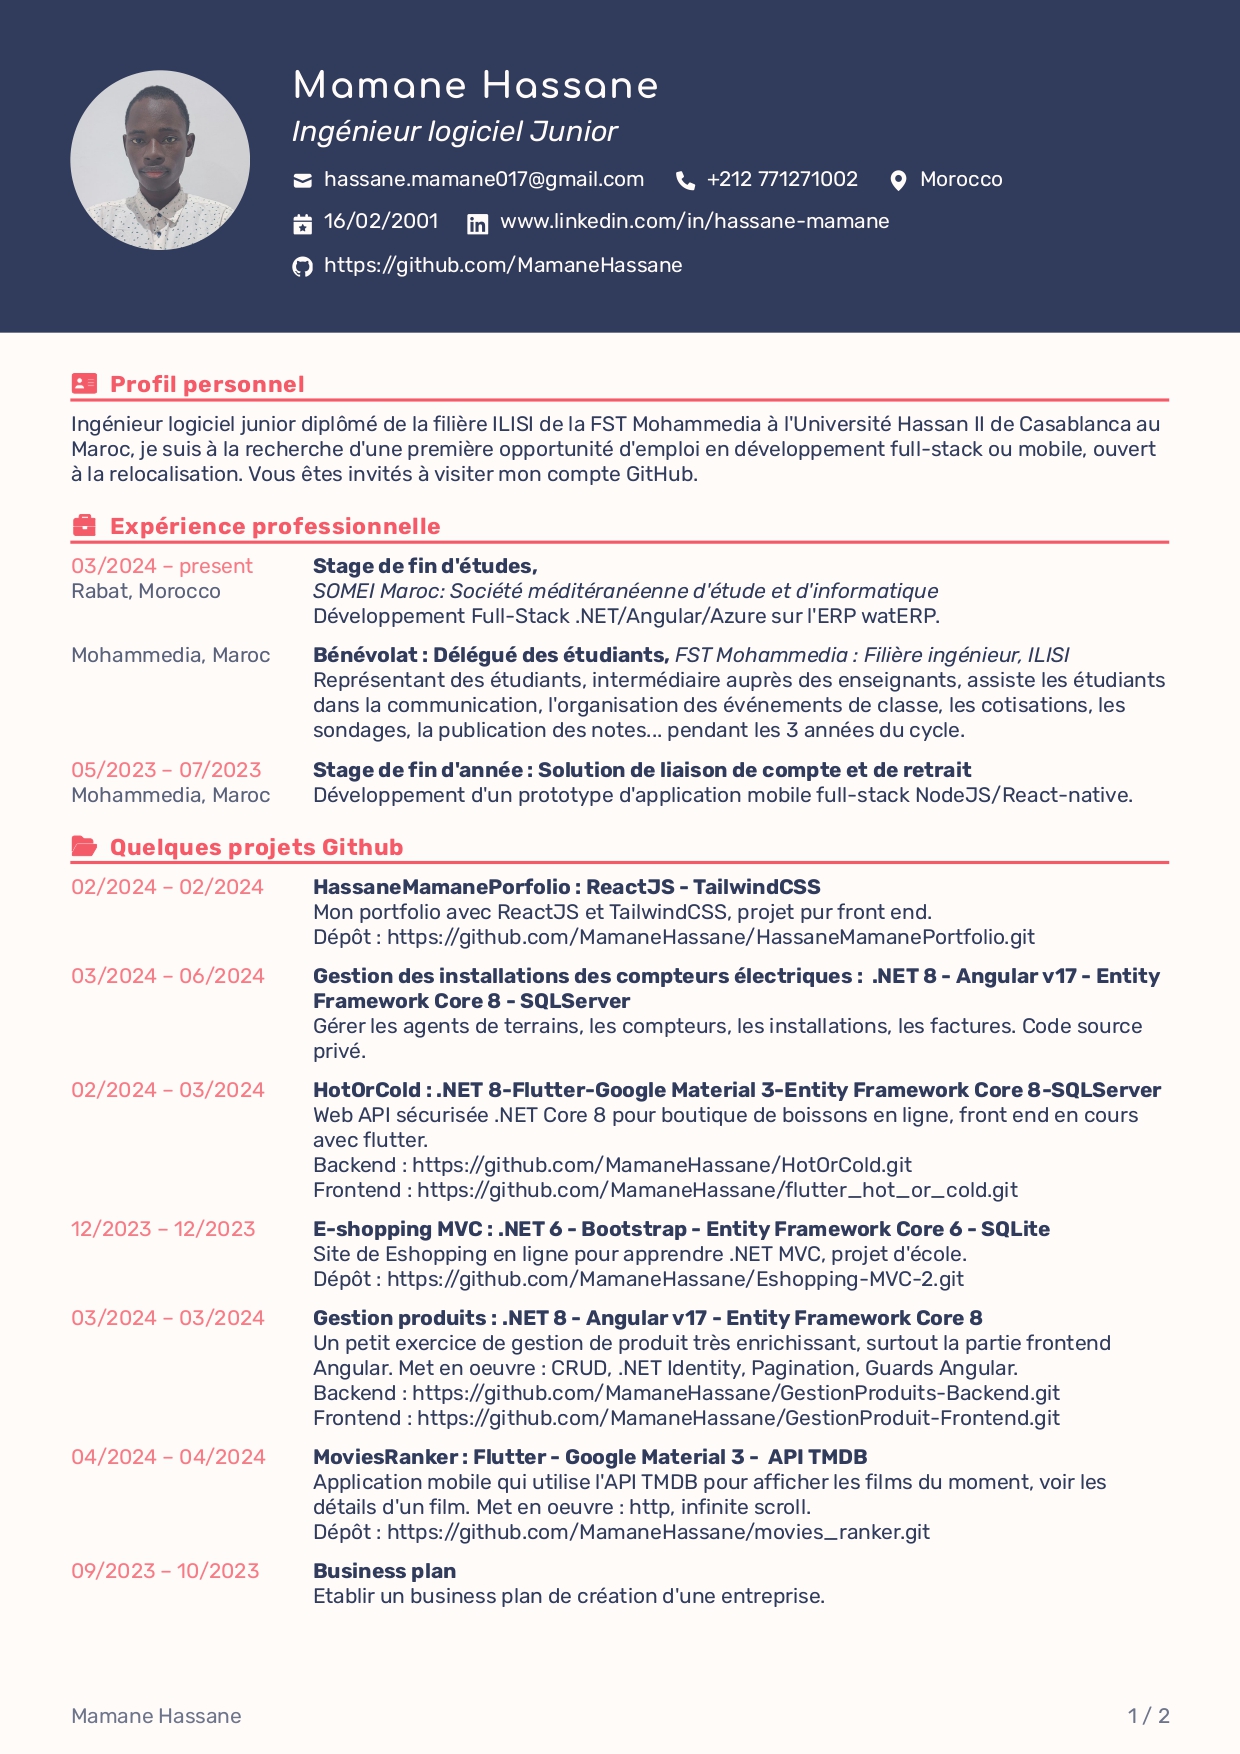 Mamane Hassane
Ingénieur logiciel Junior
hassane.mamane017@gmail.com +212 771271002 Morocco
16/02/2001 www.linkedin.com/in/hassane-mamane
https://github.com/MamaneHassane
Profil personnel
Ingénieur logiciel junior diplômé de la filière ILISI de la FST Mohammedia à l'Université Hassan II de Casablanca au
Maroc, je suis à la recherche d'une première opportunité d'emploi en développement full-stack ou mobile, ouvert
à la relocalisation. Vous êtes invités à visiter mon compte GitHub.
Expérience professionnelle
03/2024 – present Stage de fin d'études,
Rabat, Morocco SOMEI Maroc: Société méditéranéenne d'étude et d'informatique
Développement Full-Stack .NET/Angular/Azure sur l'ERP watERP.
Mohammedia, Maroc Bénévolat : Délégué des étudiants, FST Mohammedia : Filière ingénieur, ILISI
Représentant des étudiants, intermédiaire auprès des enseignants, assiste les étudiants
dans la communication, l'organisation des événements de classe, les cotisations, les
sondages, la publication des notes... pendant les 3 années du cycle.
05/2023 – 07/2023 Stage de fin d'année : Solution de liaison de compte et de retrait
Mohammedia, Maroc Développement d'un prototype d'application mobile full-stack NodeJS/React-native.
Quelques projets Github
02/2024 – 02/2024 HassaneMamanePorfolio : ReactJS - TailwindCSS
Mon portfolio avec ReactJS et TailwindCSS, projet pur front end.
Dépôt : https://github.com/MamaneHassane/HassaneMamanePortfolio.git
03/2024 – 06/2024 Gestion des installations des compteurs électriques : .NET 8 - Angular v17 - Entity
Framework Core 8 - SQLServer
Gérer les agents de terrains, les compteurs, les installations, les factures. Code source
privé.
02/2024 – 03/2024 HotOrCold : .NET 8-Flutter-Google Material 3-Entity Framework Core 8-SQLServer
Web API sécurisée .NET Core 8 pour boutique de boissons en ligne, front end en cours
avec flutter.
Backend : https://github.com/MamaneHassane/HotOrCold.git
Frontend : https://github.com/MamaneHassane/flutter_hot_or_cold.git
12/2023 – 12/2023 E-shopping MVC : .NET 6 - Bootstrap - Entity Framework Core 6 - SQLite
Site de Eshopping en ligne pour apprendre .NET MVC, projet d'école.
Dépôt : https://github.com/MamaneHassane/Eshopping-MVC-2.git
03/2024 – 03/2024 Gestion produits : .NET 8 - Angular v17 - Entity Framework Core 8
Un petit exercice de gestion de produit très enrichissant, surtout la partie frontend
Angular. Met en oeuvre : CRUD, .NET Identity, Pagination, Guards Angular.
Backend : https://github.com/MamaneHassane/GestionProduits-Backend.git
Frontend : https://github.com/MamaneHassane/GestionProduit-Frontend.git
04/2024 – 04/2024 MoviesRanker : Flutter - Google Material 3 - API TMDB
Application mobile qui utilise l'API TMDB pour afficher les films du moment, voir les
détails d'un film. Met en oeuvre : http, infinite scroll.
Dépôt : https://github.com/MamaneHassane/movies_ranker.git
09/2023 – 10/2023 Business plan
Etablir un business plan de création d'une entreprise.
Mamane Hassane 1 / 2